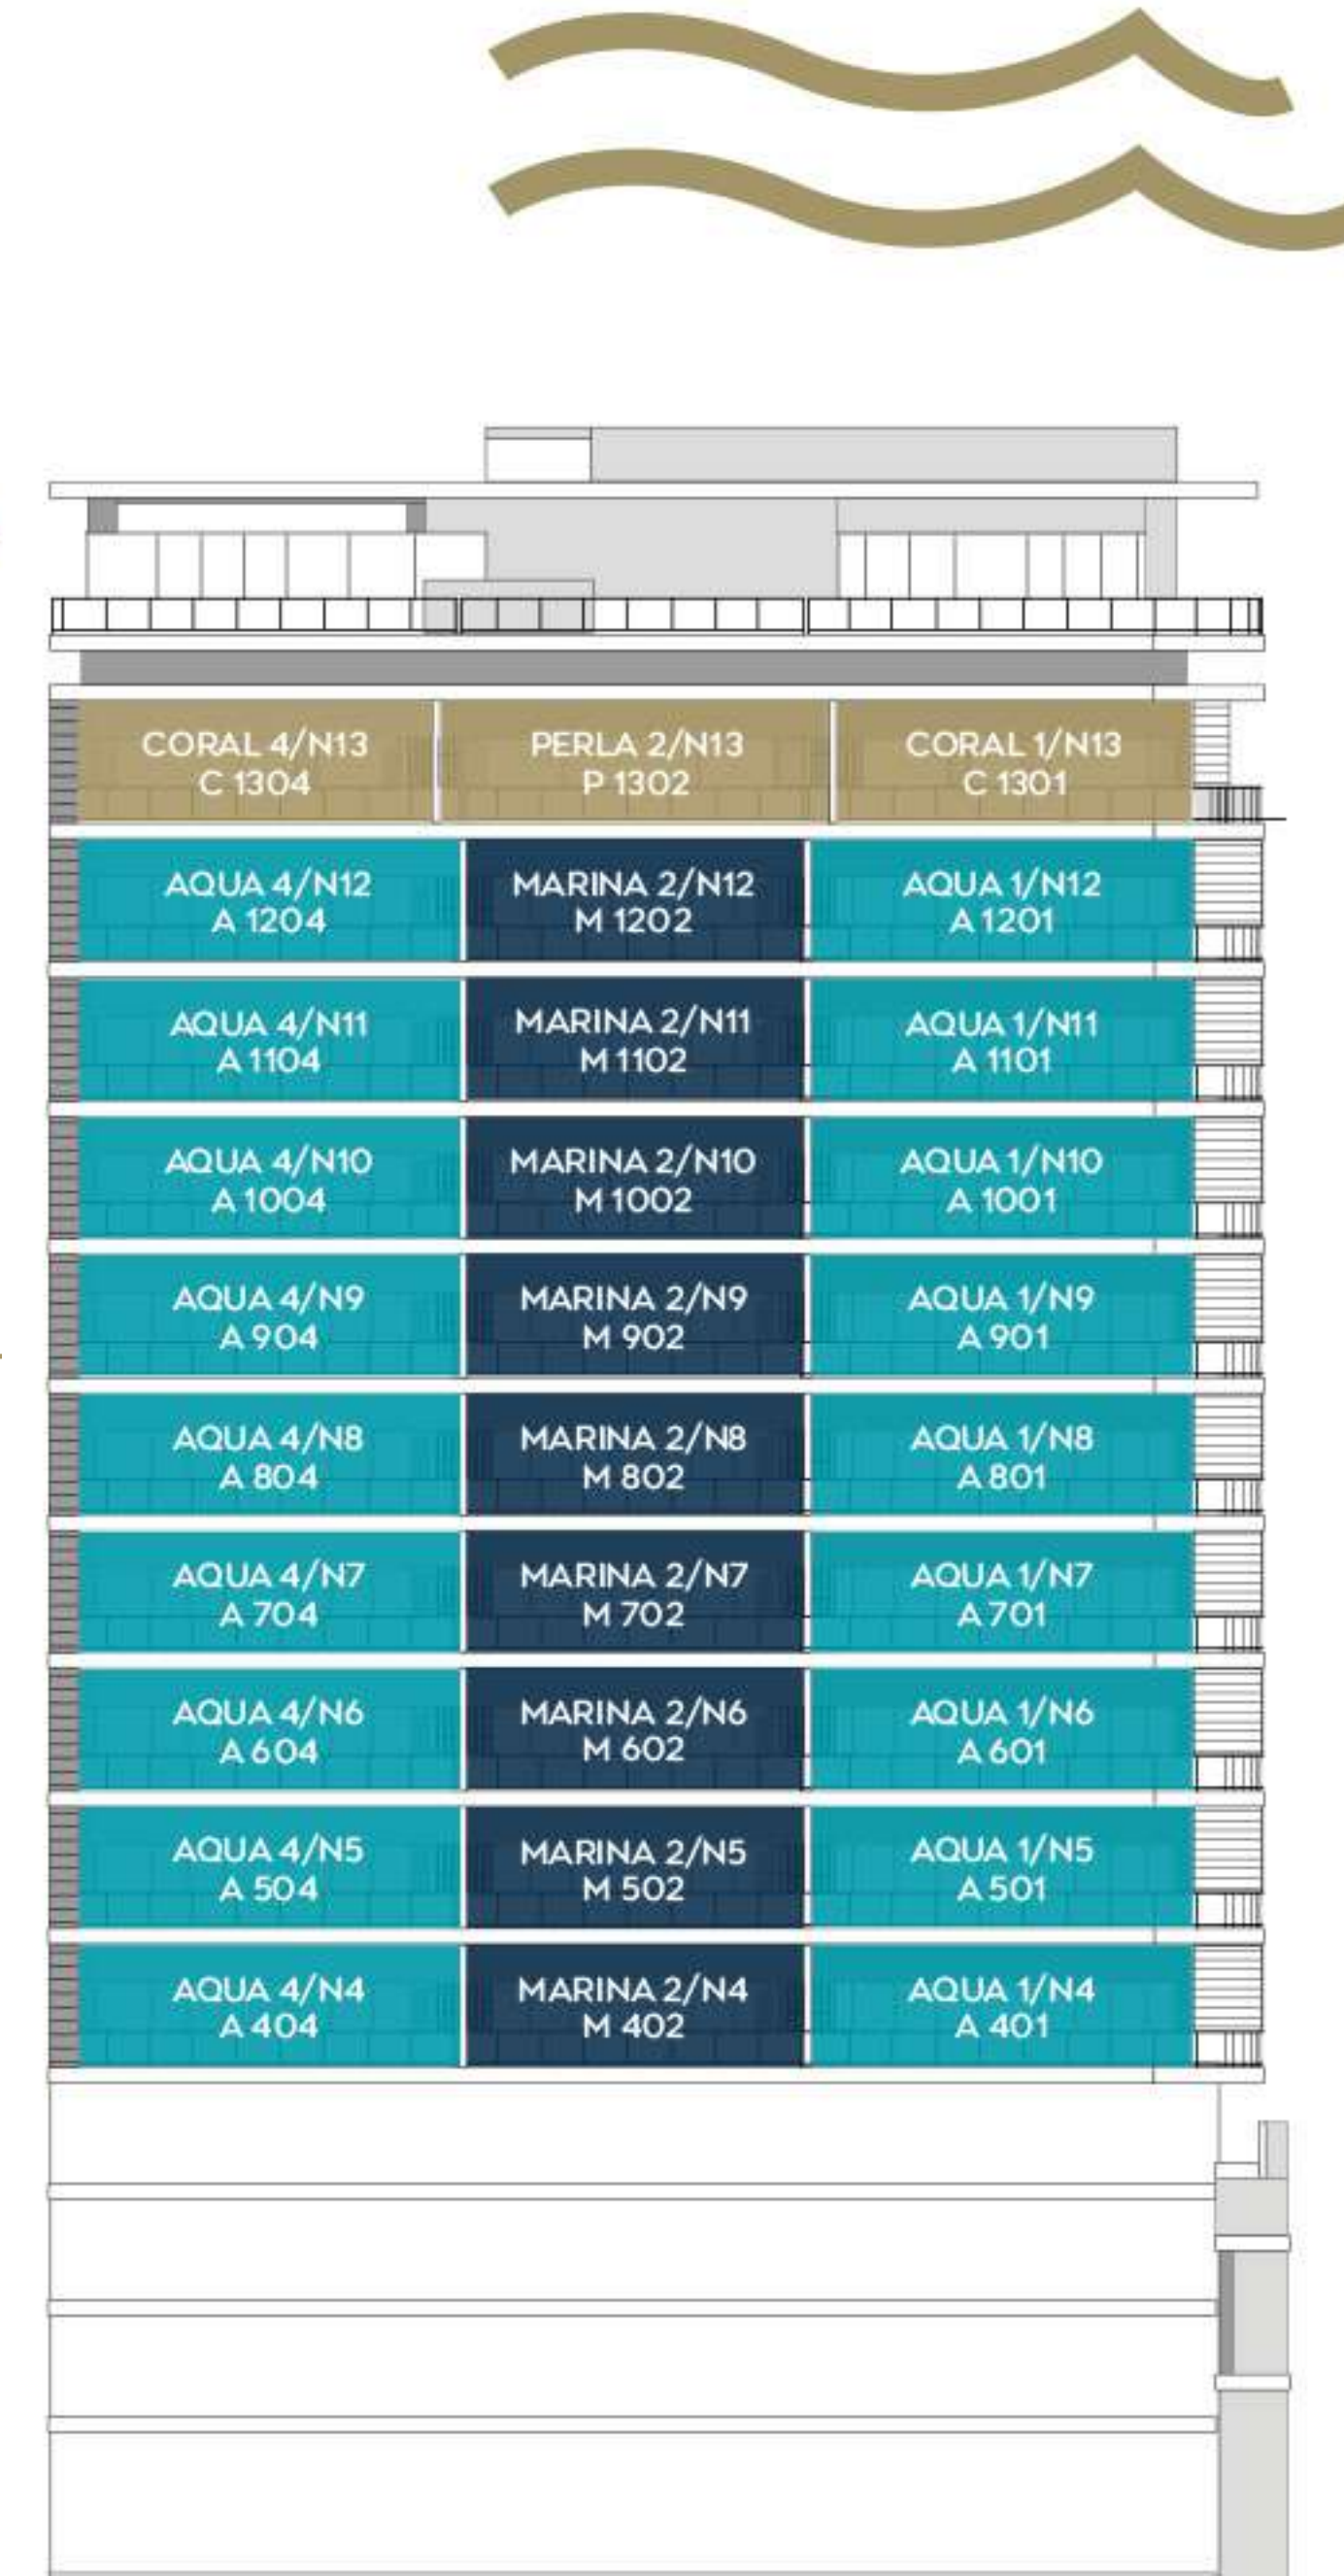 CORAL 4/N13
C 1304
PERLA 2/N13
P 1302
CORAL 1/N13
C 1301
AQUA 4/N12
A 1204
MARINA 2/N12
M 1202
AQUA 1/N12
A 1201
AQUA 4/N11
A 1104
MARINA 2/N11
M 1102
AQUA 1/N11
A 1101
AQUA 4/N10
A 1004
MARINA 2/N10
M 1002
AQUA 1/N10
A 1001
AQUA 4/N9
A 904
MARINA 2/N9
M 902
AQUA 1/N9
A 901
AQUA 4/N8
A 804
MARINA 2/N8
M 802
AQUA 1/N8
A 801
AQUA 4/N7
A 704
MARINA 2/N7
M 702
AQUA 1/N7
A 701
AQUA 4/N6
A 604
MARINA 2/N6
M 602
AQUA 1/N6
A 601
AQUA 4/N5
A 504
MARINA 2/N5
M 502
AQUA 1/N5
A 501
AQUA 4/N4
A 404
MARINA 2/N4
M 402
AQUA 1/N4
A 401